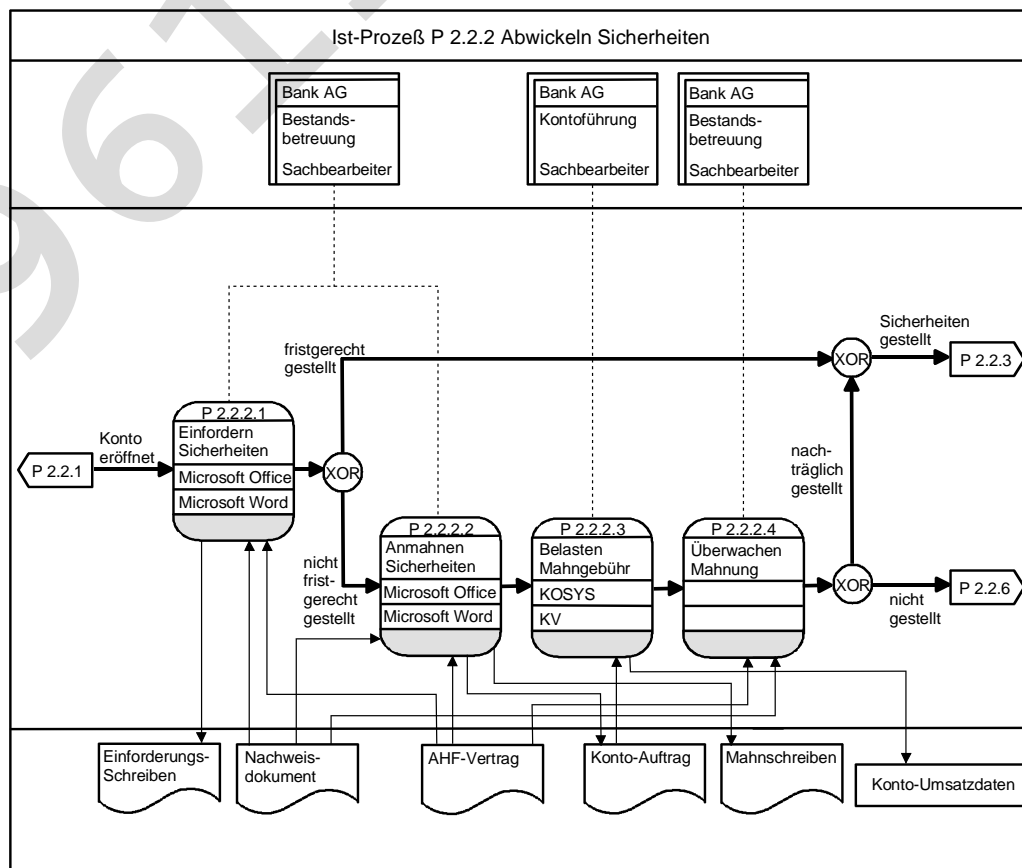 Ist-Prozeß P 2.2.2 Abwickeln Sicherheiten
Bank AG
Bestands-
betreuung
Sachbearbeiter
Bank AG
Kontoführung
Sachbearbeiter
Bank AG
Bestands-
betreuung
Sachbearbeiter
fristgerecht
gestellt
XOR
Sicherheiten
gestellt
P 2.2.3
P 2.2.1
Konto
eröffnet
P 2.2.2.1
Einfordern
Sicherheiten
Microsoft Office
Microsoft Word
XOR
nach-
träglich
gestellt
nicht
frist-
gerecht
gestellt
P 2.2.2.2
Anmahnen
Sicherheiten
Microsoft Office
Microsoft Word
P 2.2.2.3
Belasten
Mahngebühr
KOSYS
KV
P 2.2.2.4
Überwachen
Mahnung
XOR
nicht
gestellt
P 2.2.6
Einforderungs-
Schreiben
Nachweis-
dokument
AHF-Vertrag
Konto-Auftrag
Mahnschreiben
Konto-Umsatzdaten